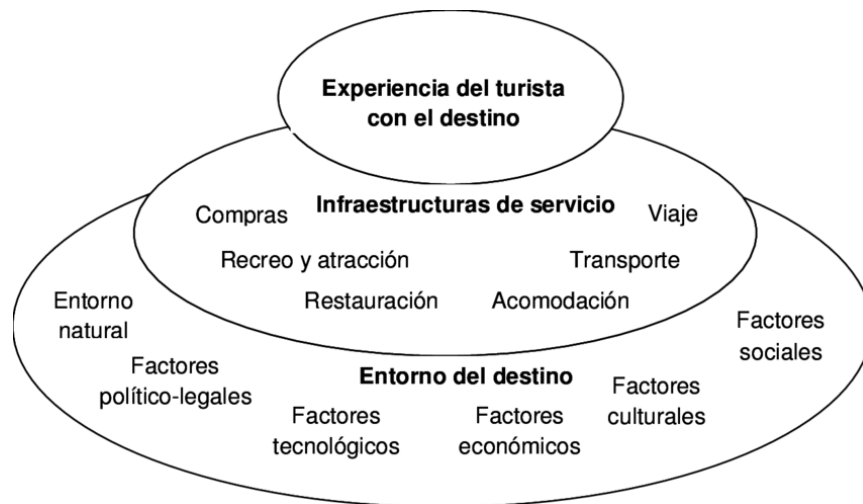 Experiencia del turista
con el destino
Infraestructuras de servicio
Compras
Viaje
Recreo y atracción
Transporte
Restauración
Acomodación
Entorno
natural
Factores
sociales
Factores
político-legales
Entorno del destino
Factores
culturales
Factores
tecnológicos
Factores
económicos